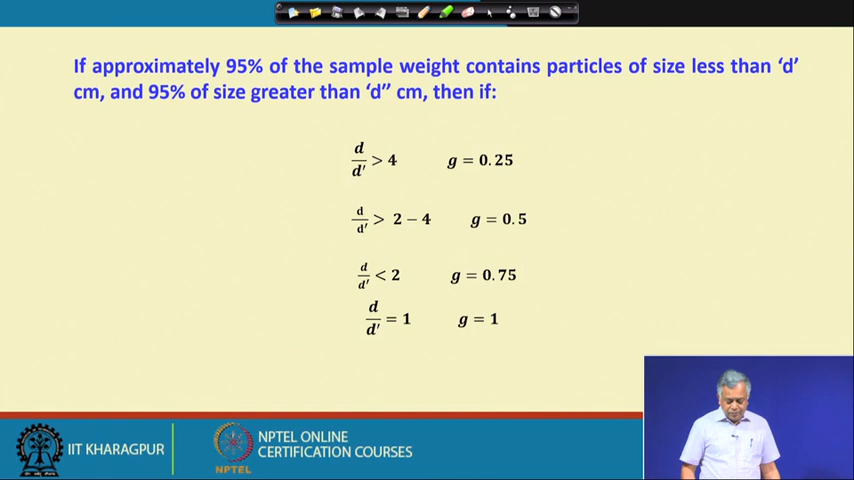 If approximately 95% of the sample weight contains particles of size less than ‘d’
cm, and 95% of size greater than ‘d’’ cm, then if:
d/d′ > 4 g = 0.25
d/d′ > 2 − 4 g = 0.5
d/d′ < 2 g = 0.75
d/d′ = 1 g = 1
IIT KHARAGPUR
NPTEL
NPTEL ONLINE
CERTIFICATION COURSES